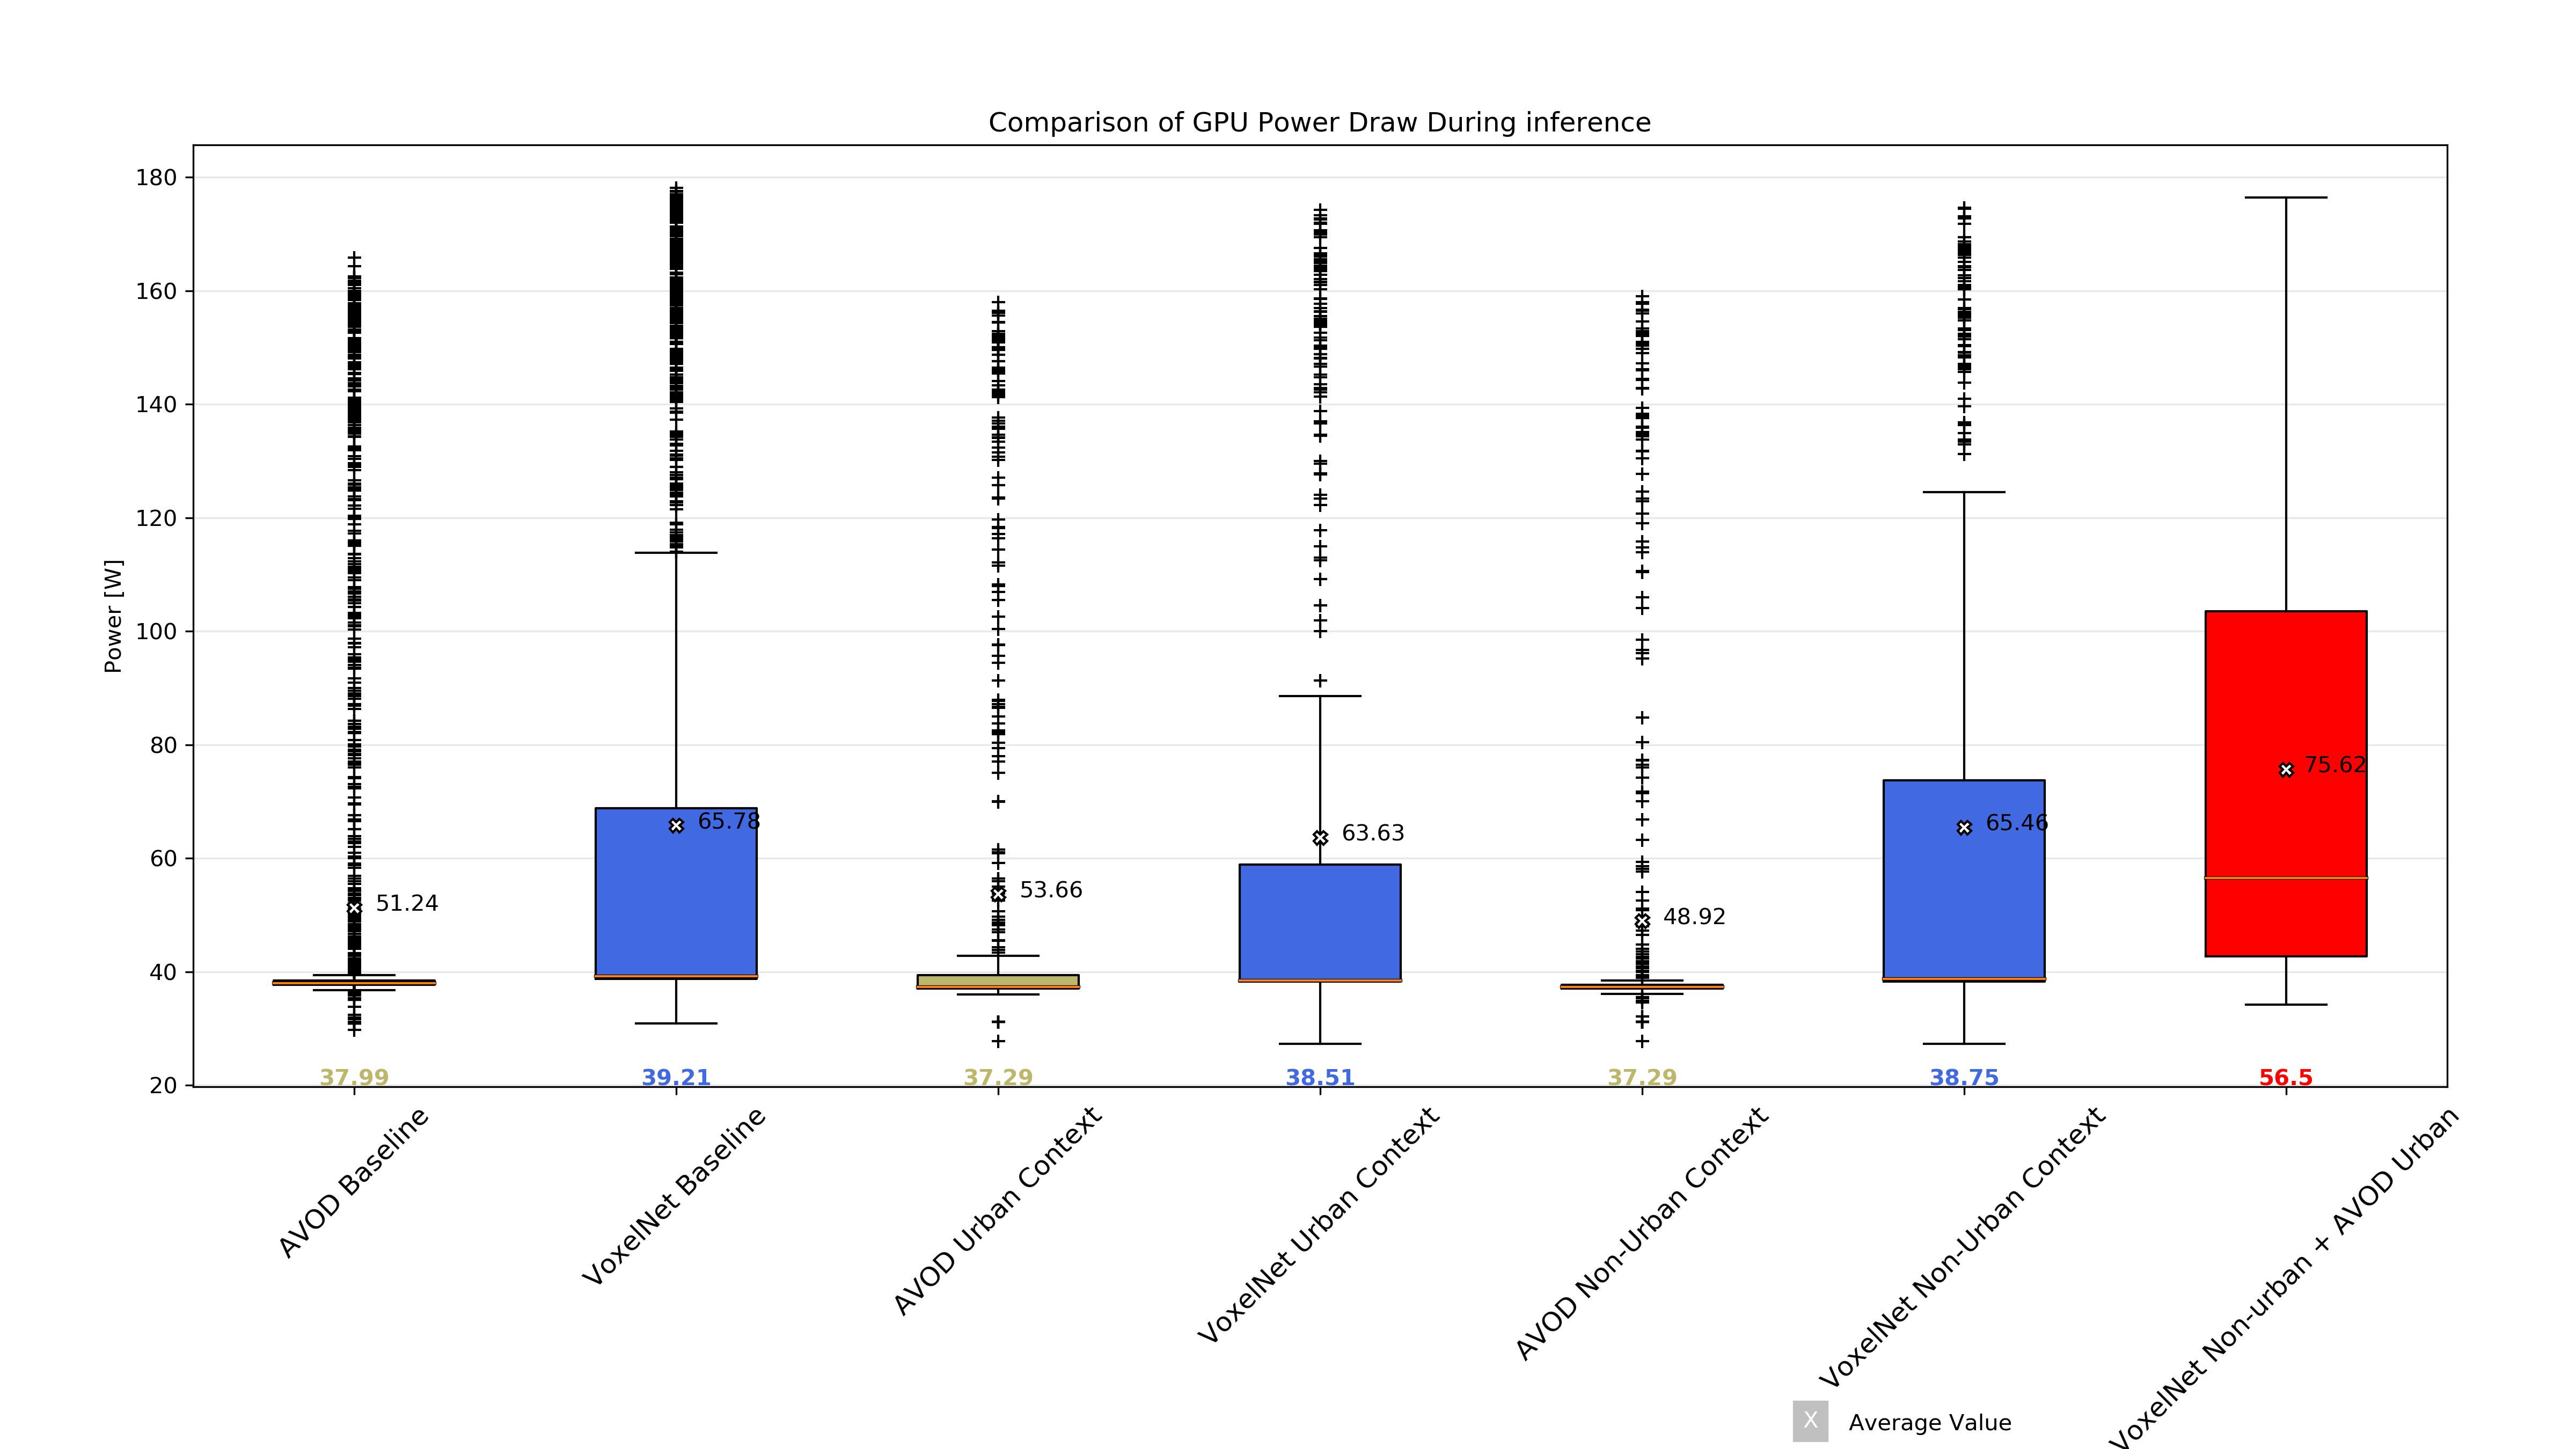 Comparison of GPU Power Draw During inference
Power [W]
180
160
140
120
100
80
60
40
20
51.24
65.78
53.66
63.63
48.92
65.46
75.62
37.99
39.21
37.29
38.51
37.29
38.75
56.5
AVOD Baseline
VoxelNet Baseline
AVOD Urban Context
VoxelNet Urban Context
AVOD Non-Urban Context
VoxelNet Non-Urban Context
VoxelNet Non-urban + AVOD Urban
X Average Value